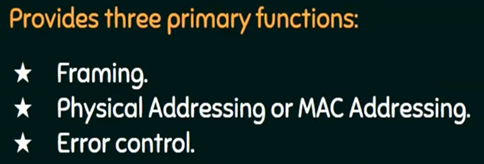 Provides three primary functions:
★ Framing.
★ Physical Addressing or MAC Addressing.
★ Error control.